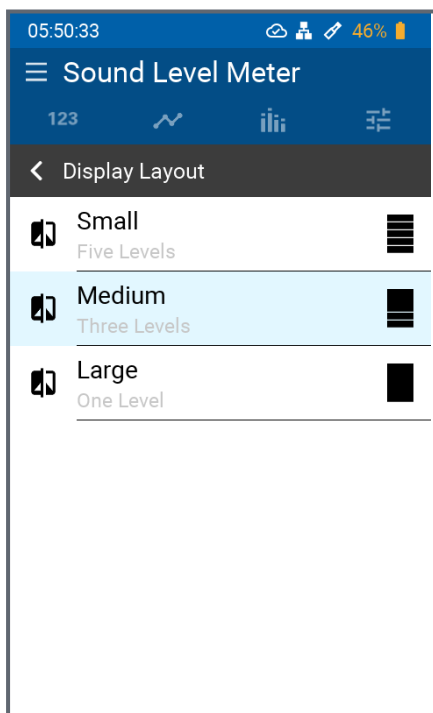 05:50:33 46%
Sound Level Meter
123
Display Layout
Small
Five Levels
Medium
Three Levels
Large
One Level